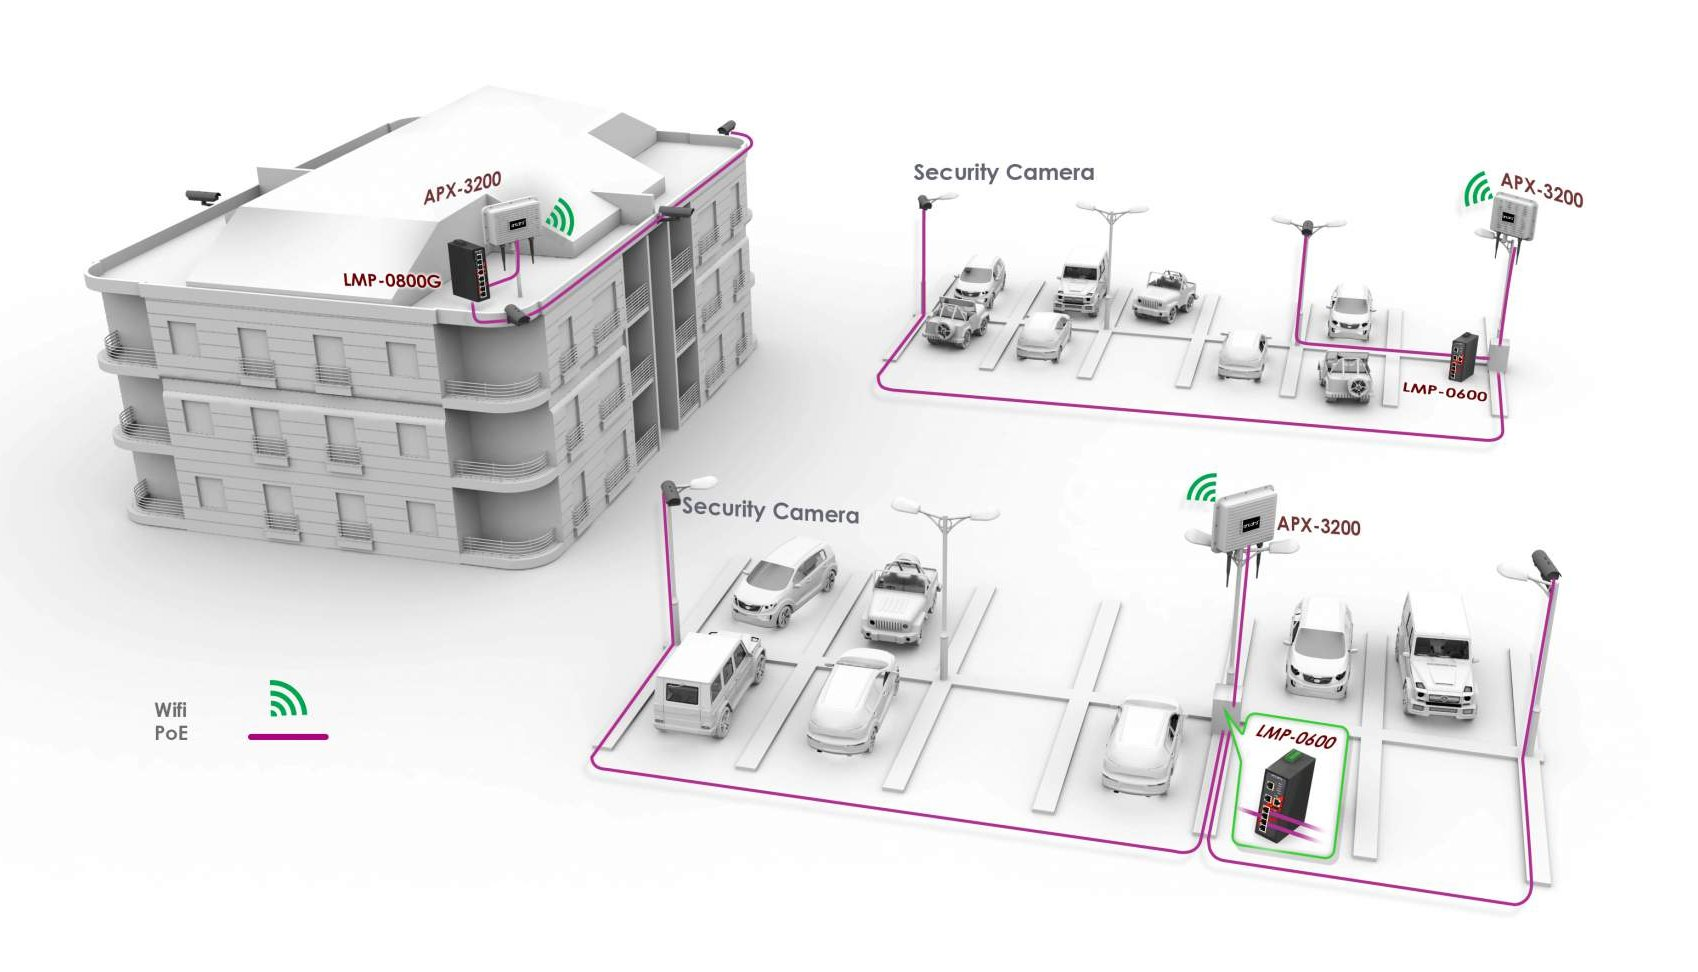 APX-3200
LMP-0800G
Security Camera
APX-3200
LMP-0600
Security Camera
APX-3200
LMP-0600
Wifi
PoE